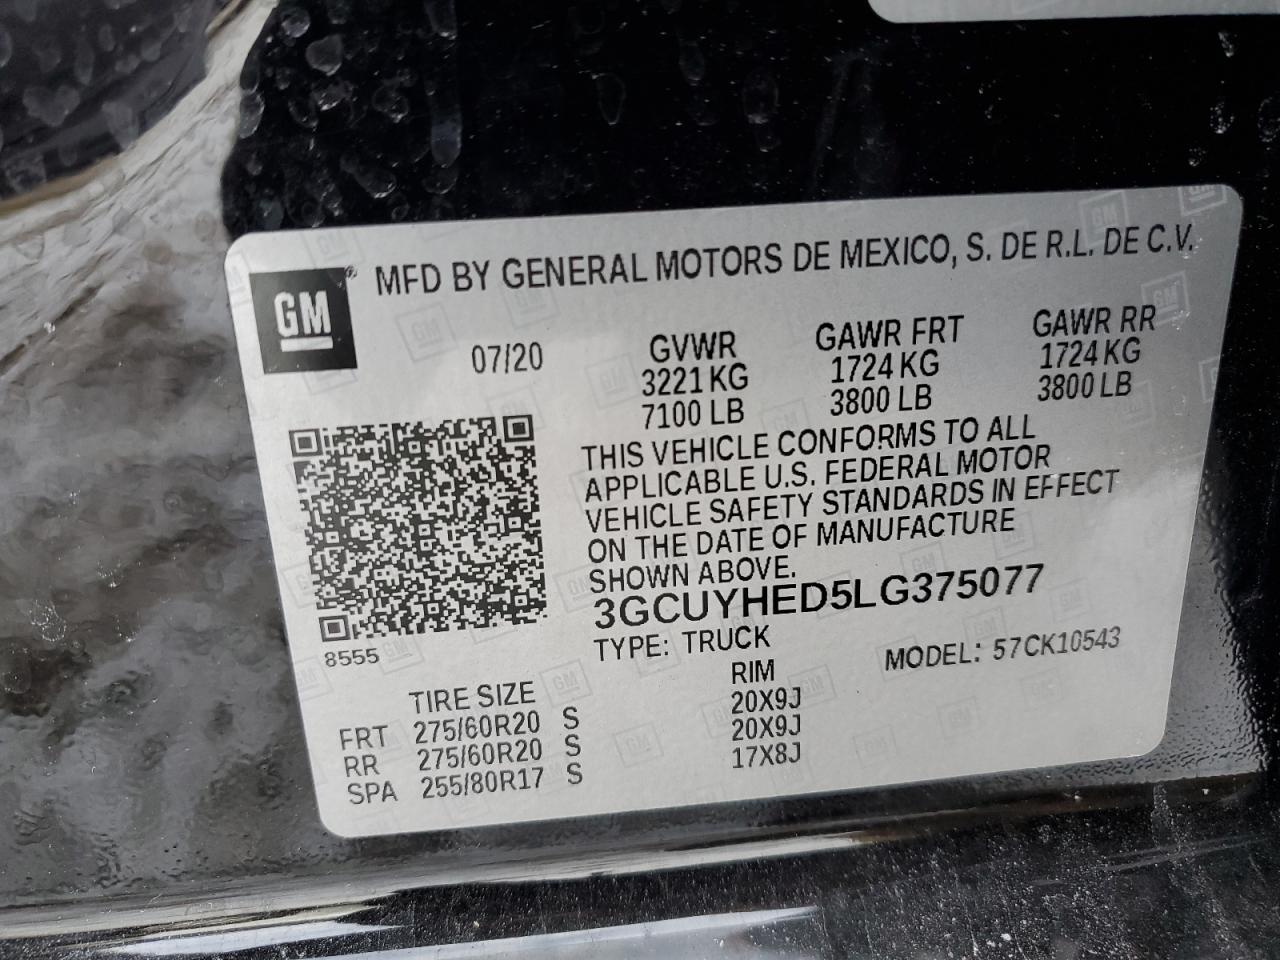 GM® MFD BY GENERAL MOTORS DE MEXICO, S. DE R.L. DE C.V.
07/20
GVWR GAWR FRT GAWR RR
3221 KG 1724 KG 1724 KG
7100 LB 3800 LB 3800 LB
THIS VEHICLE CONFORMS TO ALL
APPLICABLE U.S. FEDERAL MOTOR
VEHICLE SAFETY STANDARDS IN EFFECT
ON THE DATE OF MANUFACTURE
SHOWN ABOVE.
3GCUYHED5LG375077
8555
TYPE: TRUCK MODEL: 57CK10543
TIRE SIZE RIM
FRT 275/60R20 S 20X9J
RR 275/60R20 S 20X9J
SPA 255/80R17 S 17X8J